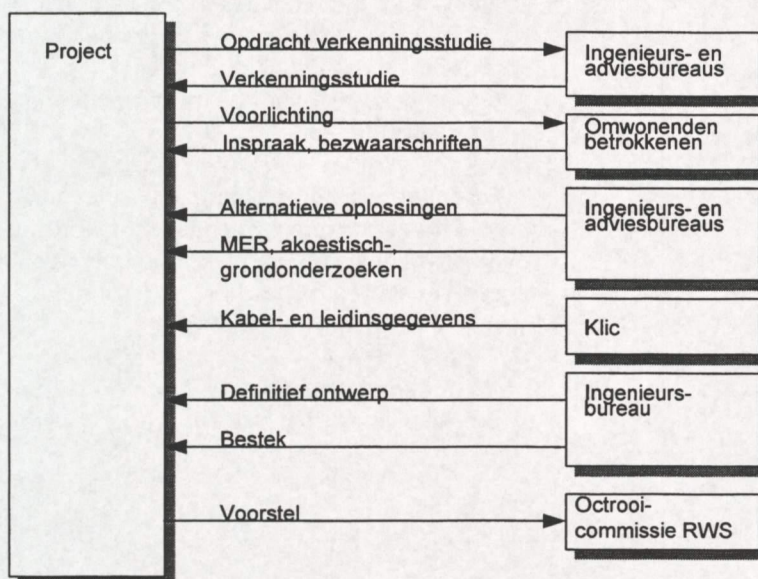 Project
Opdracht verkenningsstudie
Ingenieurs- en
adviesbureaus
Verkenningsstudie
Voorlichting
Omwonenden
betrokkenen
Inspraak, bezwaarschriften
Alternatieve oplossingen
Ingenieurs- en
adviesbureaus
MER, akoestisch-,
grondonderzoeken
Kabel- en leidinsgegevens
Klic
Definitief ontwerp
Ingenieurs-
bureau
Bestek
Voorstel
Octrooi-
commissie RWS